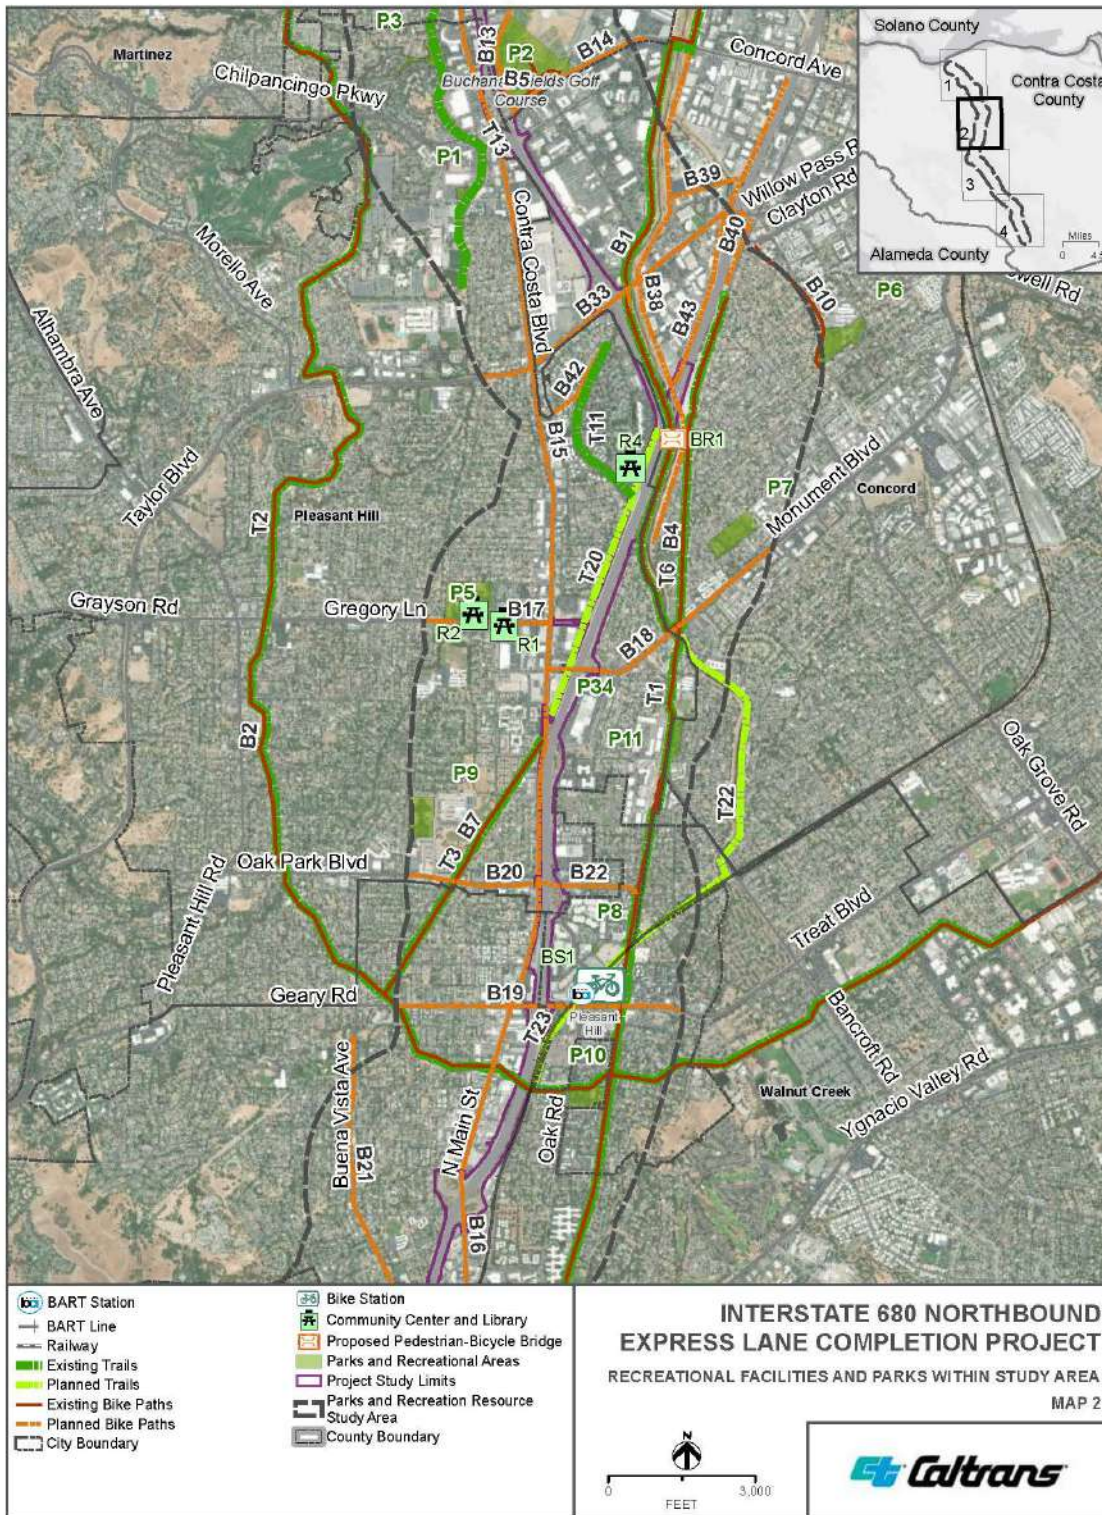 P3
B13
P2
B14
Concord Ave
Martinez
Chilpancingo Pkwy
B5
Course
T13
P1
B39
Willow Pass R
Clayton Rd
Contra Costa Blvd
B1
B40
Morello Ave
B33
B38
B43
B10
P6
owell Rd
Alhambra Ave
B42
T11
B15
R4
BR1
Taylor Blvd
T2
Pleasant Hill
P7
Monument Blvd
Concord
B4
T20
T6
Grayson Rd
Gregory Ln
P5
B17
R2
R1
B18
P34
T1
B2
P11
Oak Grove Rd
P9
B7
T3
T22
Oak Park Blvd
B20
B22
P8
Treat Blvd
Pleasant Hill Rd
BS1
Geary Rd
B19
T23
Pleasant
Hill
P10
Bancroft Rd
Buena Vista Ave
Walnut Creek
Ygnacio Valley Rd
Oak Rd
N Main St
B21
B16
Solano County
Contra Costa
County
1
2
3
4
Alameda County
Miles
0
BART Station
BART Line
Railway
Existing Trails
Planned Trails
Existing Bike Paths
Planned Bike Paths
City Boundary
Bike Station
Community Center and Library
Proposed Pedestrian-Bicycle Bridge
Parks and Recreational Areas
Project Study Limits
Parks and Recreation Resource
Study Area
County Boundary
INTERSTATE 680 NORTHBOUND
EXPRESS LANE COMPLETION PROJECT
RECREATIONAL FACILITIES AND PARKS WITHIN STUDY AREA
MAP 2
N
0 3,000
FEET
Caltrans